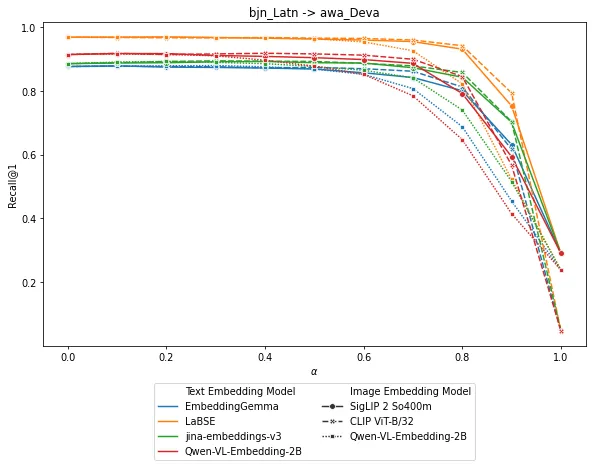 bjn_Latn -> awa_Deva
1.0
0.8
0.6
0.4
0.2
Recall@1
0.0 0.2 0.4 0.6 0.8 1.0
α
Text Embedding Model Image Embedding Model
EmbeddingGemma SigLIP 2 So400m
LaBSE CLIP ViT-B/32
jina-embeddings-v3 Qwen-VL-Embedding-2B
Qwen-VL-Embedding-2B